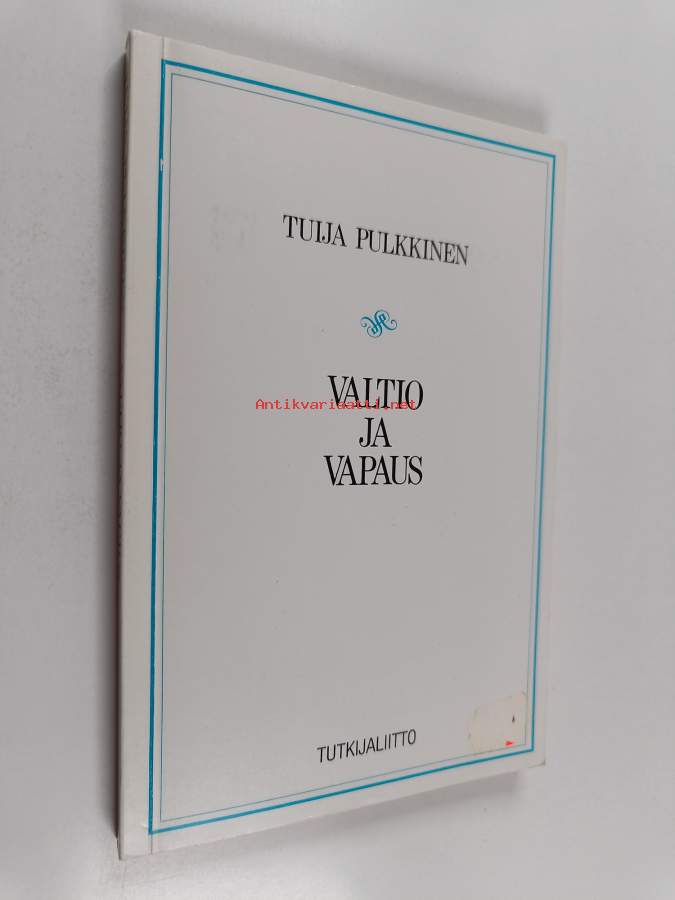 TUIJA PULKKINEN
VALTIO
Antikvariaatti.net
JA
VAPAUS
TUTKIJALIITTO